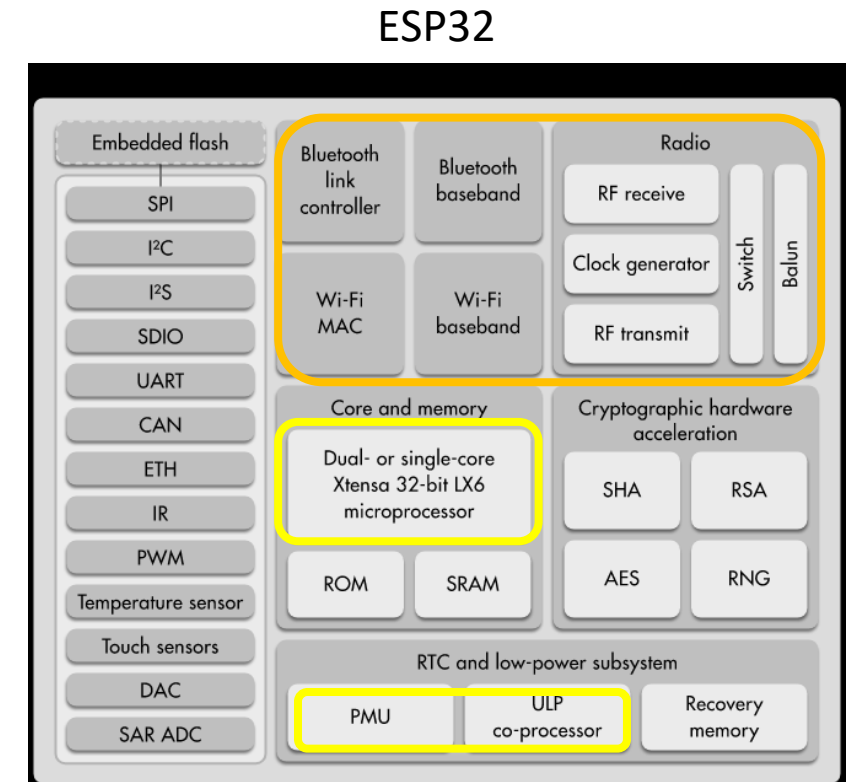 ESP32
Embedded flash
SPI
I²C
I²S
SDIO
UART
CAN
ETH
IR
PWM
Temperature sensor
Touch sensors
DAC
SAR ADC
Bluetooth
link
controller
Bluetooth
baseband
Wi-Fi
MAC
Wi-Fi
baseband
Radio
RF receive
Clock generator
RF transmit
Switch
Balun
Core and memory
Dual- or single-core
Xtensa 32-bit LX6
microprocessor
ROM
SRAM
Cryptographic hardware
acceleration
SHA
RSA
AES
RNG
RTC and low-power subsystem
PMU
ULP
co-processor
Recovery
memory